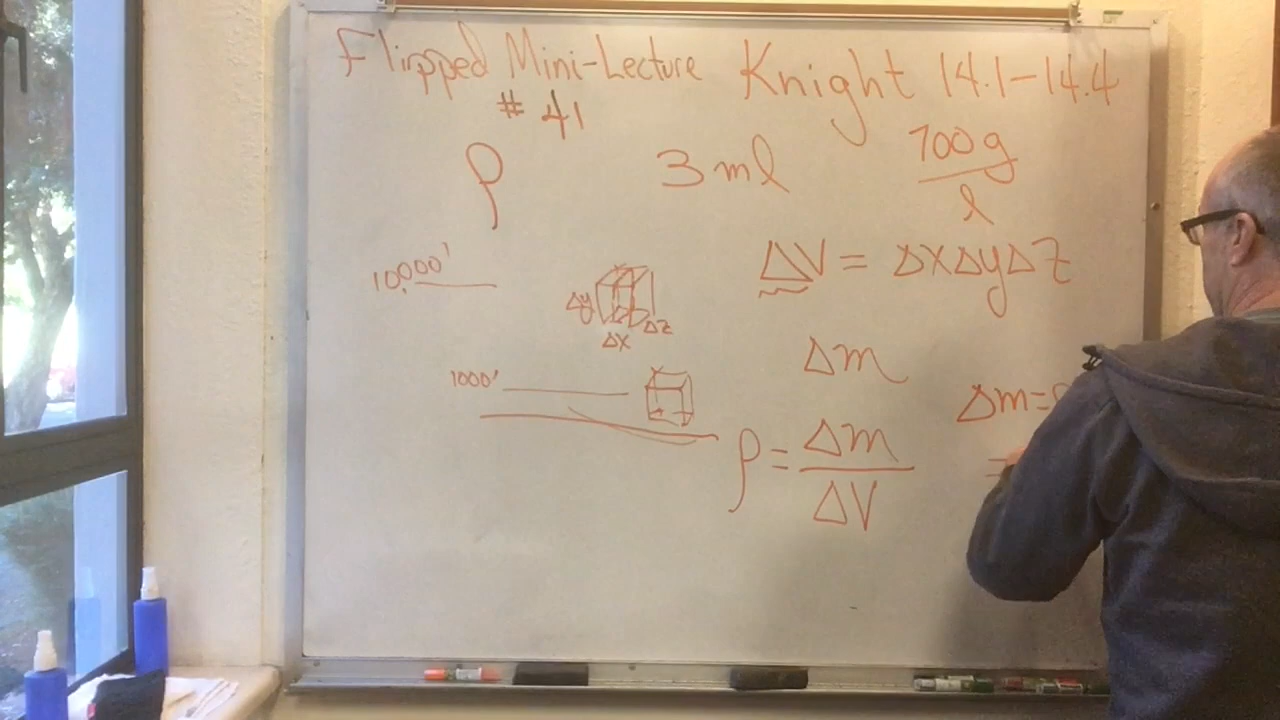 Flipped Mini-Lecture Knight 14.1-14.4
# 41
ρ 3 ml 700 g
l
10,000' ΔV = ΔxΔyΔz
Δy Δz
Δx
Δm
1000'
Δm=
ρ = Δm
ΔV
=